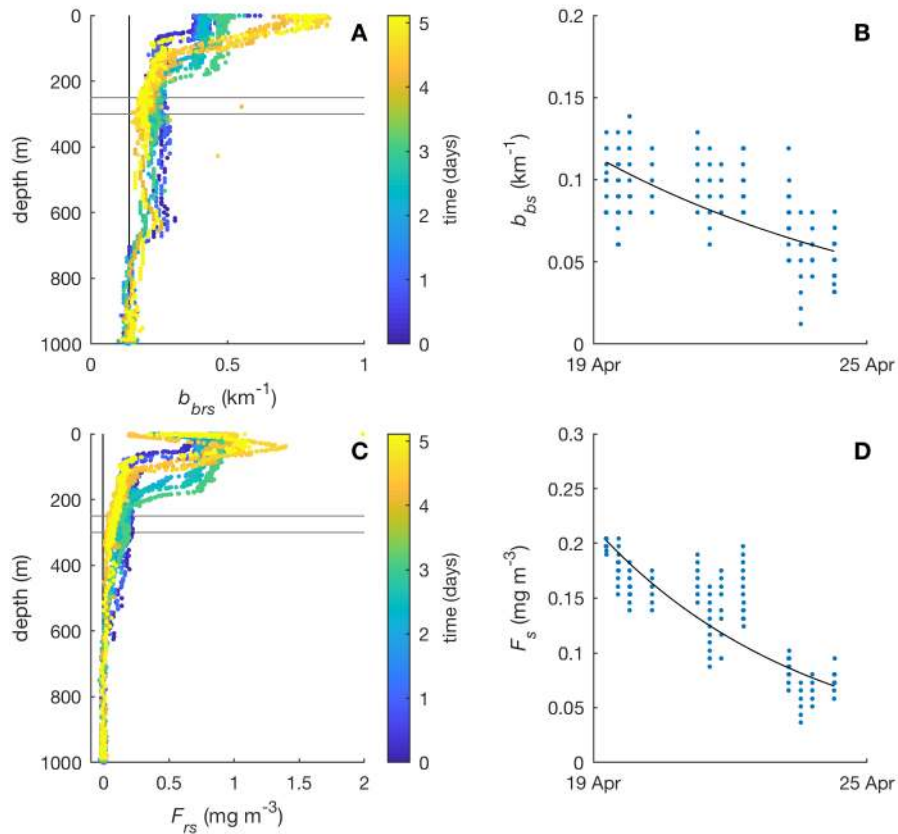 A
0
200
400
600
800
1000
depth (m)
0
0.5
1
b_brs (km⁻¹)
5
4
3
2
1
0
time (days)
B
0.2
0.15
0.1
0.05
0
b_bs (km⁻¹)
19 Apr
25 Apr
C
0
200
400
600
800
1000
depth (m)
0
0.5
1
1.5
2
F_rs (mg m⁻³)
5
4
3
2
1
0
time (days)
D
0.3
0.25
0.2
0.15
0.1
0.05
0
F_s (mg m⁻³)
19 Apr
25 Apr